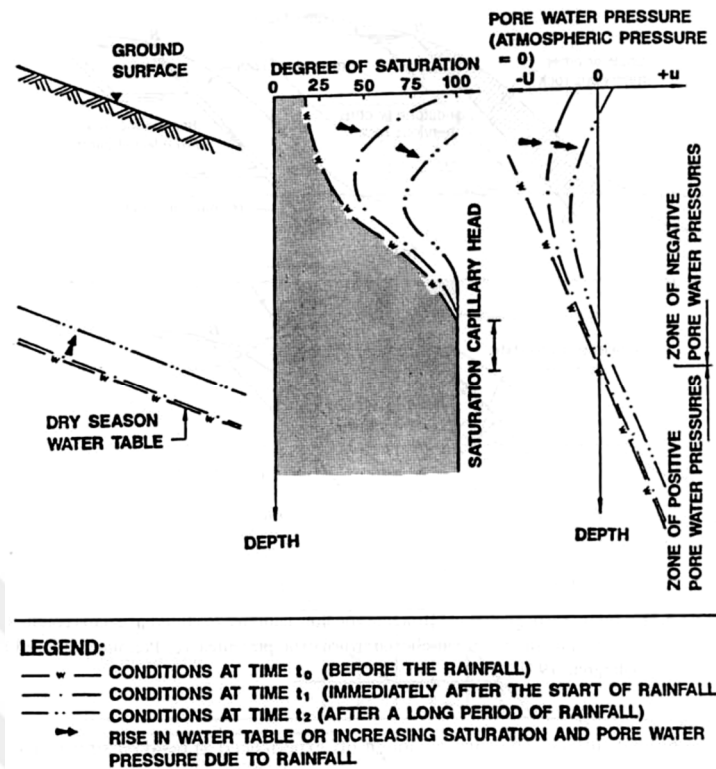 GROUND
SURFACE
DEGREE OF SATURATION
0 25 50 75 100
PORE WATER PRESSURE
(ATMOSPHERIC PRESSURE
= 0)
-U 0 +u
SATURATION CAPILLARY HEAD
ZONE OF NEGATIVE
PORE WATER PRESSURES
ZONE OF POSITIVE
PORE WATER PRESSURES
DRY SEASON
WATER TABLE
w w w w
DEPTH
DEPTH
LEGEND:
w CONDITIONS AT TIME t₀ (BEFORE THE RAINFALL)
CONDITIONS AT TIME t₁ (IMMEDIATELY AFTER THE START OF RAINFALL
CONDITIONS AT TIME t₂ (AFTER A LONG PERIOD OF RAINFALL)
RISE IN WATER TABLE OR INCREASING SATURATION AND PORE WATER
PRESSURE DUE TO RAINFALL